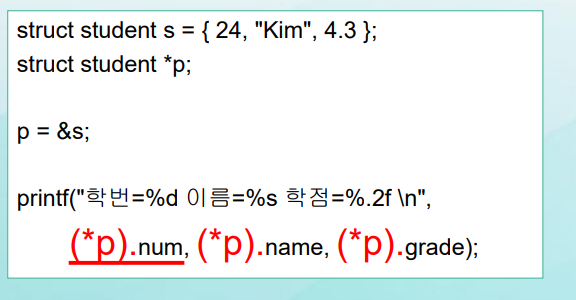 struct student s = { 24, "Kim", 4.3 };
struct student *p;
p = &s;
printf("학번=%d 이름=%s 학점=%.2f \n",
(*p).num, (*p).name, (*p).grade);